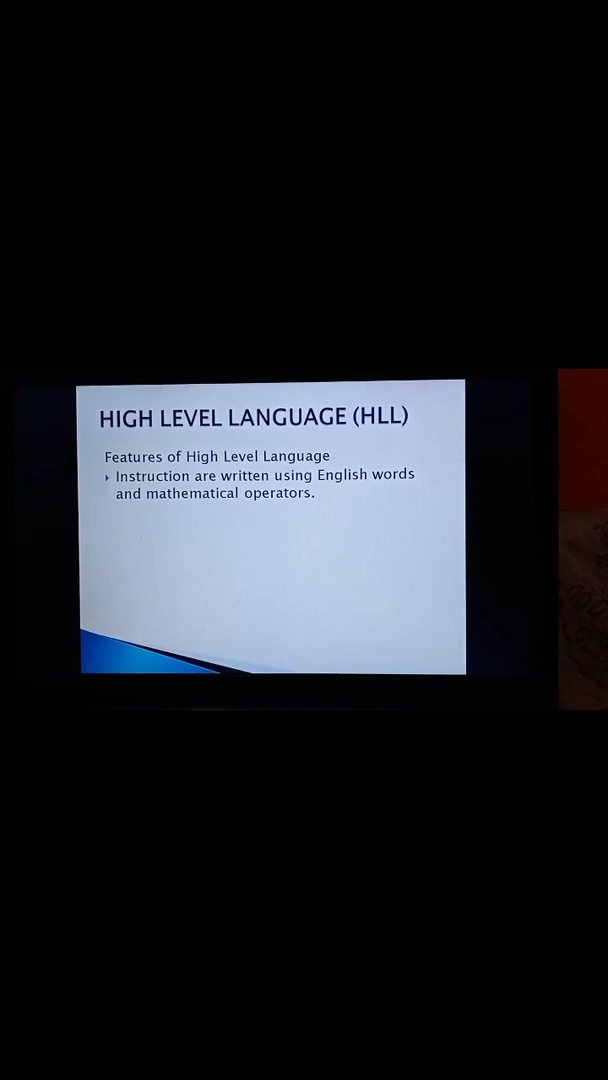 HIGH LEVEL LANGUAGE (HLL)
Features of High Level Language
Instruction are written using English words
and mathematical operators.